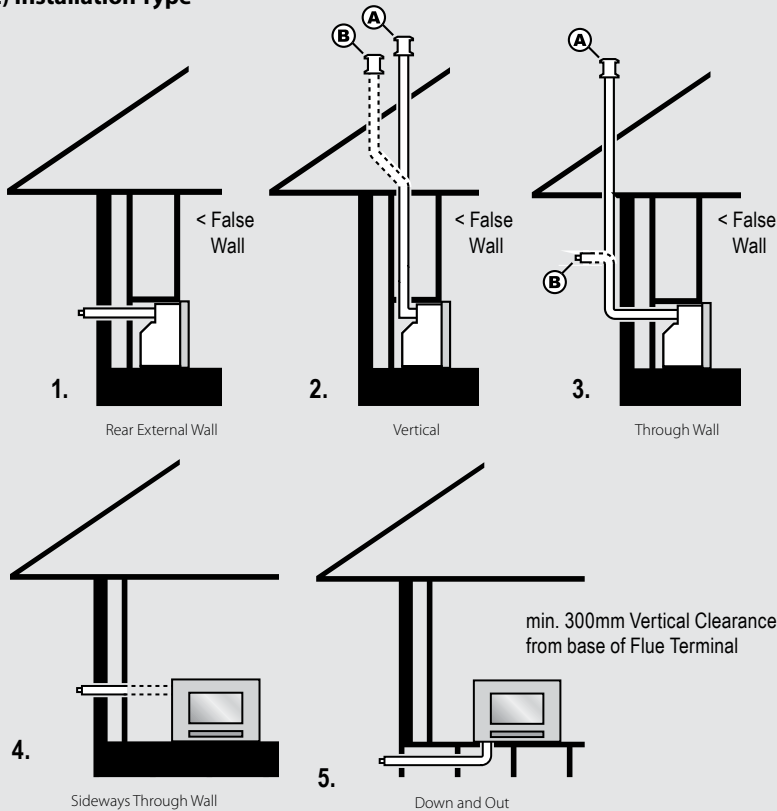 Installation Type
B
A
A
< False
Wall
< False
Wall
< False
Wall
B
1.
2.
3.
Rear External Wall
Vertical
Through Wall
min. 300mm Vertical Clearance
from base of Flue Terminal
4.
5.
Sideways Through Wall
Down and Out